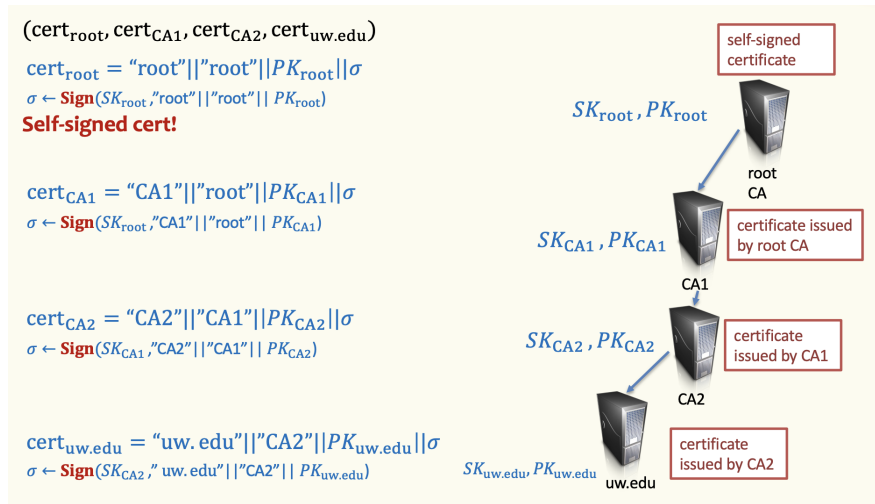 (cert_root, cert_CA1, cert_CA2, cert_uw.edu)
cert_root = “root”||”root”||PK_root||σ
σ ← Sign(SK_root ,”root”||”root”|| PK_root)
Self-signed cert!
cert_CA1 = “CA1”||”root”||PK_CA1||σ
σ ← Sign(SK_root ,”CA1”||”root”|| PK_CA1)
cert_CA2 = “CA2”||”CA1”||PK_CA2||σ
σ ← Sign(SK_CA1 ,”CA2”||”CA1”|| PK_CA2)
cert_uw.edu = “uw. edu”||”CA2”||PK_uw.edu||σ
σ ← Sign(SK_CA2 ,” uw. edu”||”CA2”|| PK_uw.edu)
self-signed
certificate
SK_root , PK_root
root
CA
SK_CA1 , PK_CA1
certificate issued
by root CA
CA1
SK_CA2 , PK_CA2
certificate
issued by CA1
CA2
SK_uw.edu, PK_uw.edu
uw.edu
certificate
issued by CA2